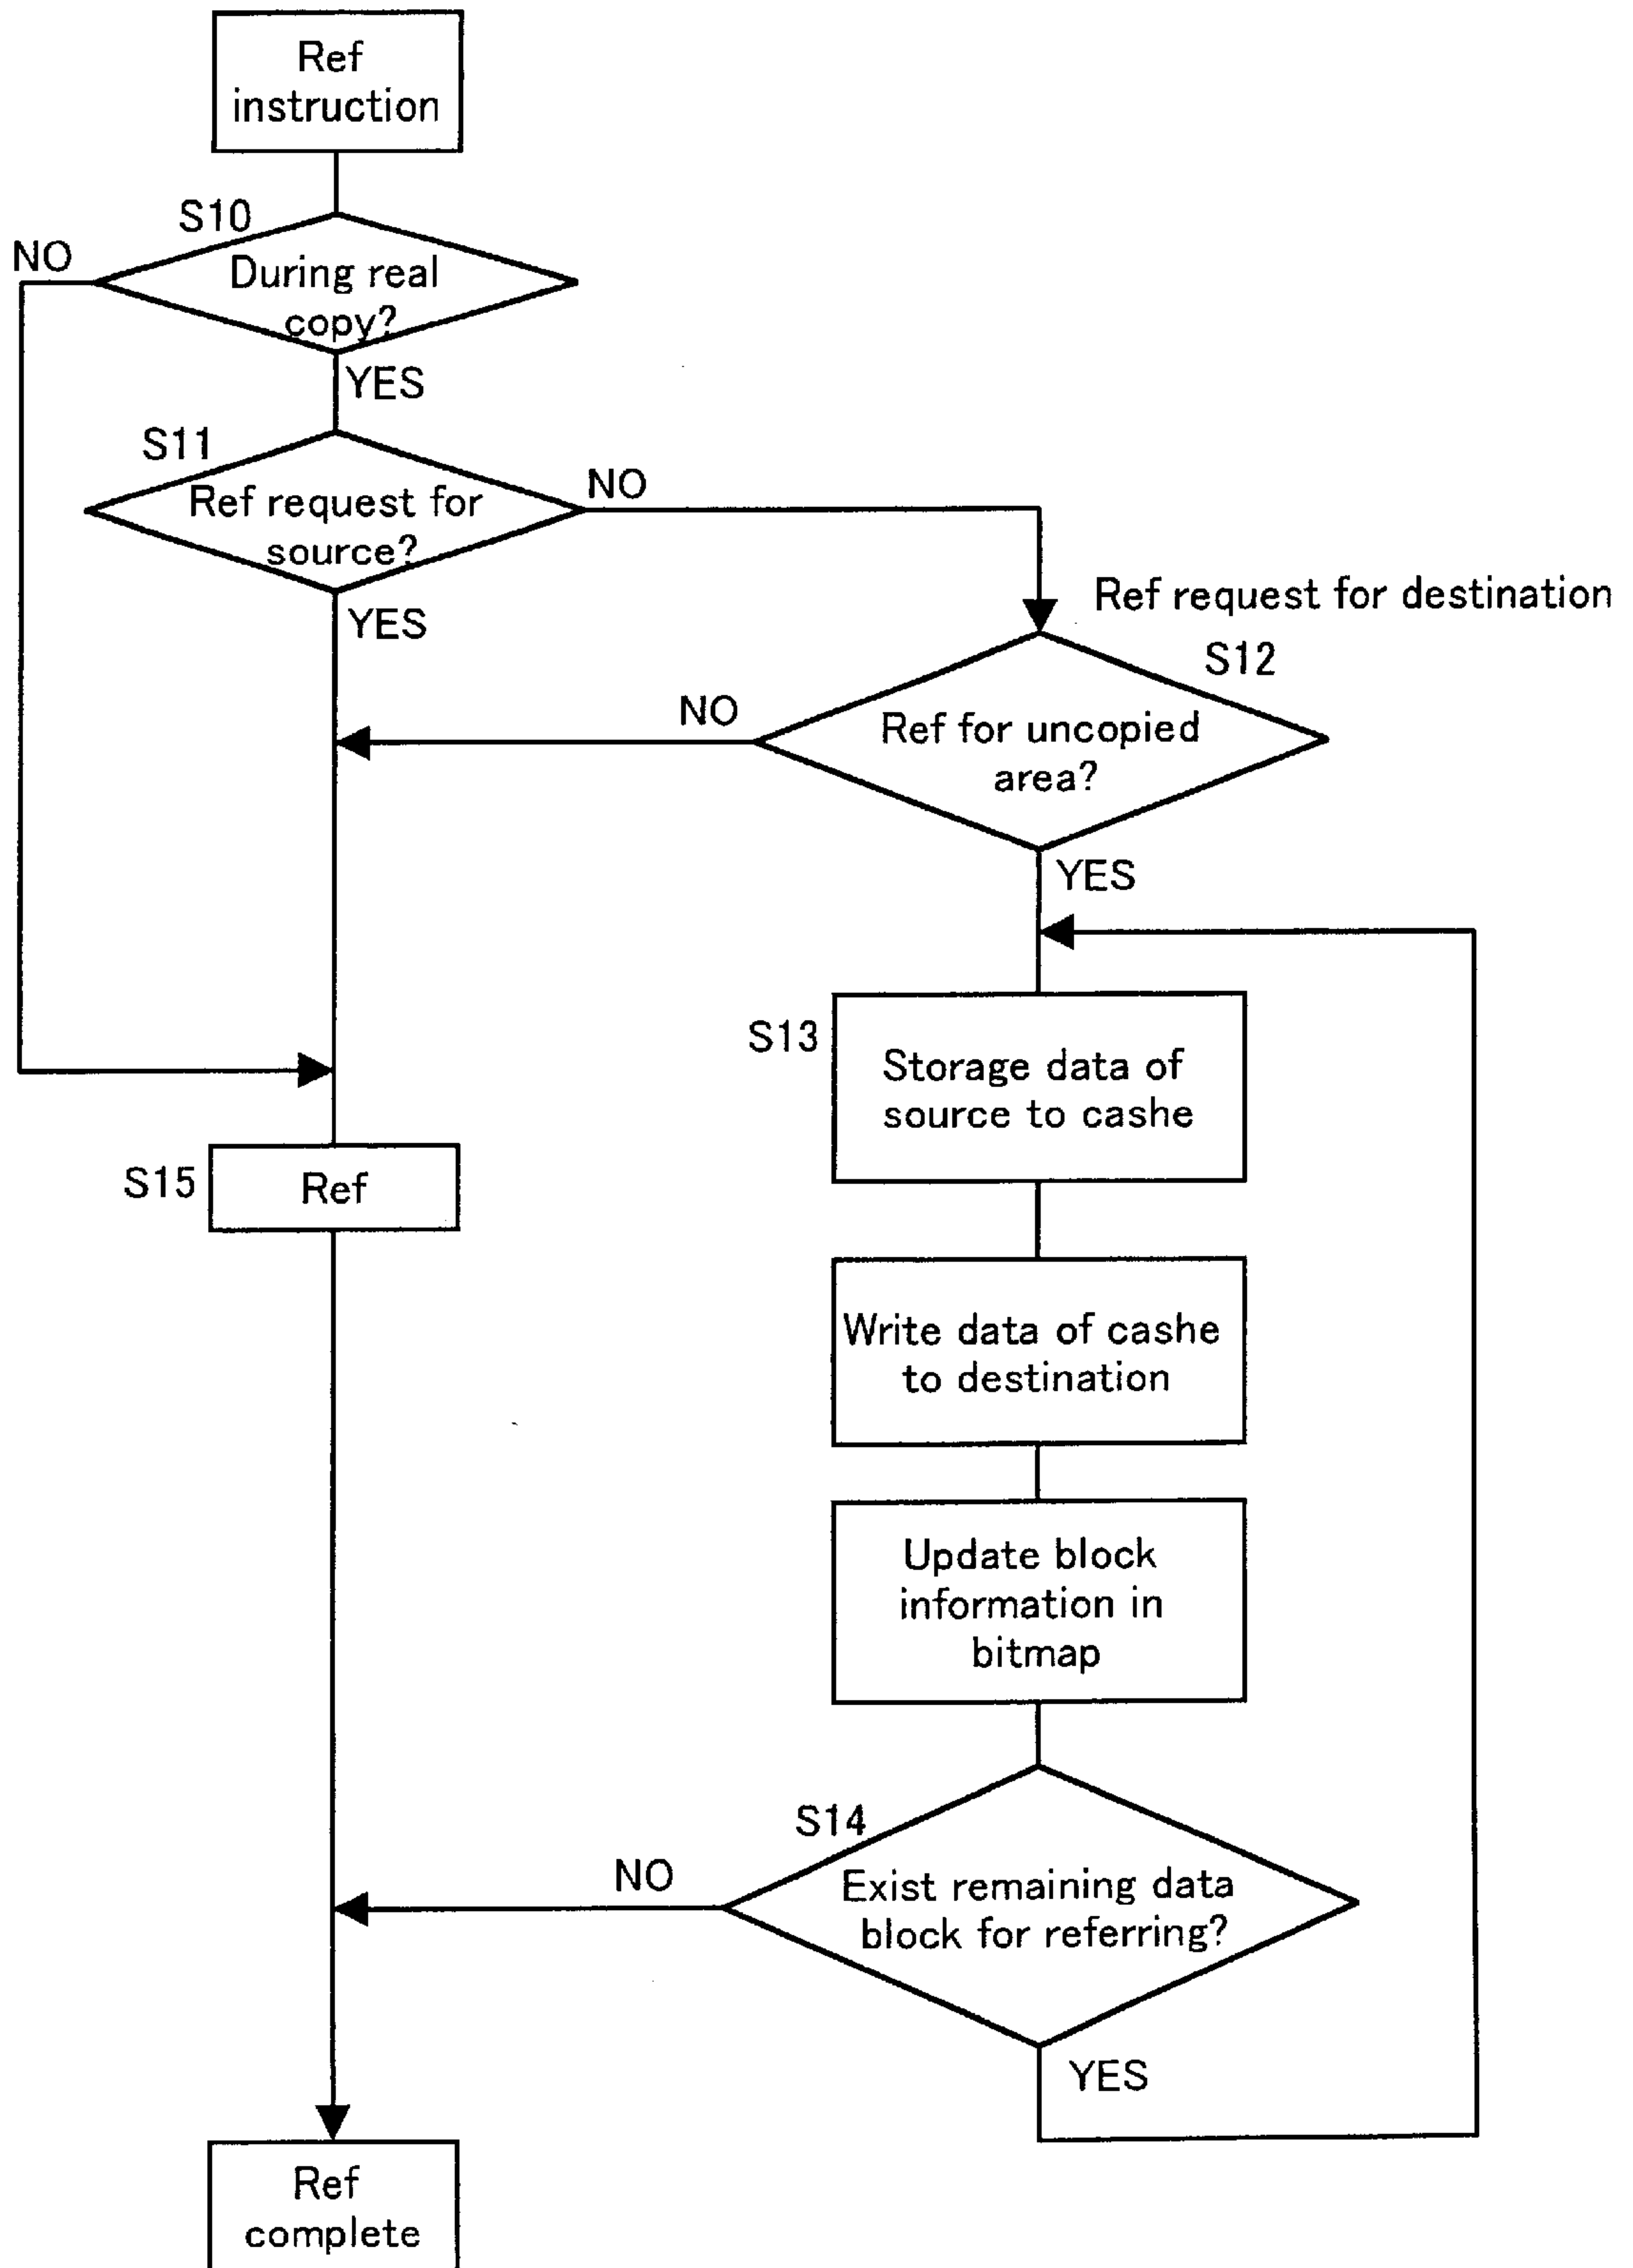 Ref
instruction
S10
NO
During real
copy?
YES
S11
Ref request for
source?
NO
YES
Ref request for destination
S12
NO
Ref for uncopied
area?
YES
S13
Storage data of
source to cashe
S15
Ref
Write data of cashe
to destination
Update block
information in
bitmap
S14
NO
Exist remaining data
block for referring?
YES
Ref
complete